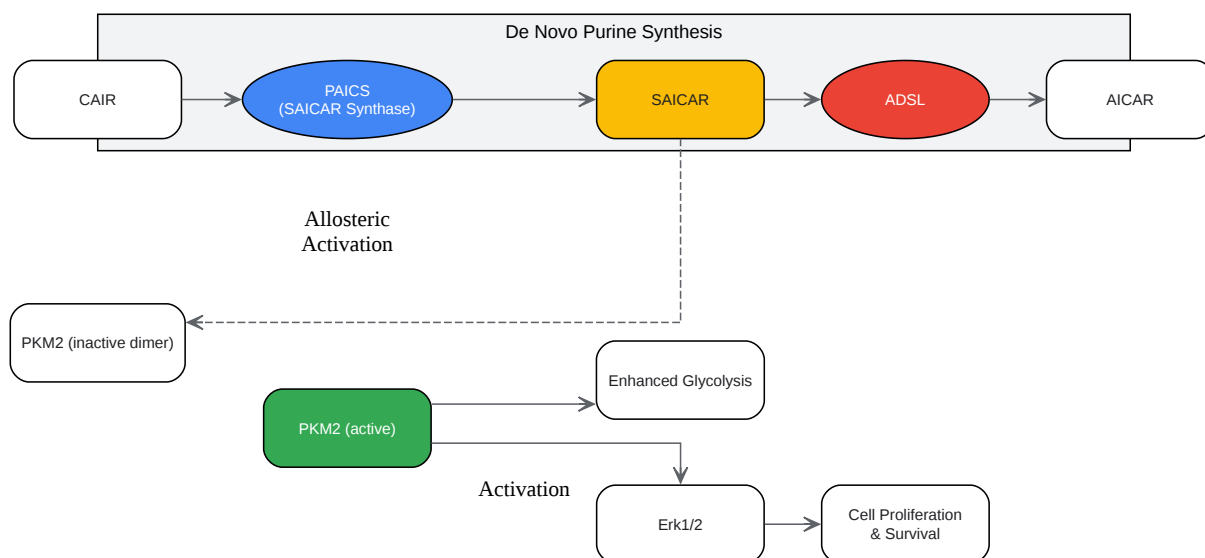 De Novo Purine Synthesis
CAIR
PAICS
(SAICAR Synthase)
SAICAR
ADSL
AICAR
Allosteric
Activation
PKM2 (inactive dimer)
Enhanced Glycolysis
PKM2 (active)
Activation
Erk1/2
Cell Proliferation
& Survival